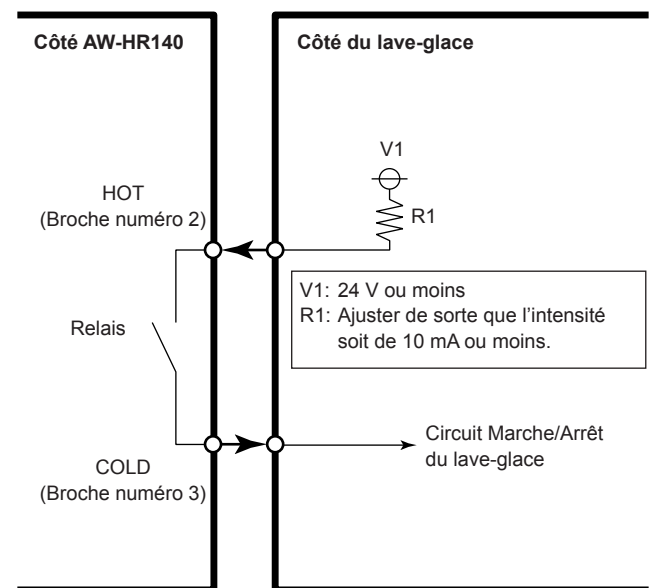 Côté AW-HR140
Côté du lave-glace
V1
HOT
(Broche numéro 2)
R1
V1: 24 V ou moins
R1: Ajuster de sorte que l’intensité
soit de 10 mA ou moins.
Relais
Circuit Marche/Arrêt
du lave-glace
COLD
(Broche numéro 3)